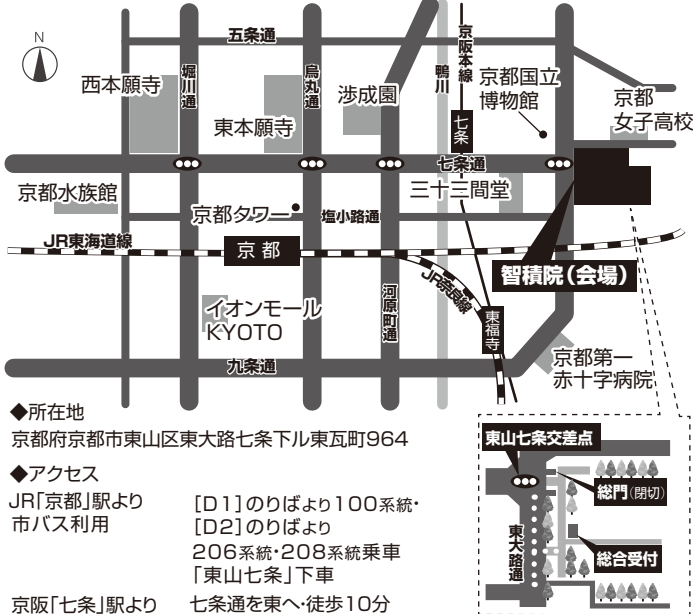 N
五条通
堀川通
烏丸通
鴨川
京阪本線
西本願寺
東本願寺
渉成園
七条
京都国立
博物館
京都
女子高校
七条通
京都水族館
京都タワー
塩小路通
三十三間堂
JR東海道線
京都
智積院(会場)
JR奈良線
イオンモール
KYOTO
河原町通
東福寺
九条通
京都第一
赤十字病院
◆所在地
京都府京都市東山区東大路七条下ル東瓦町964
◆アクセス
JR「京都」駅より
市バス利用
[D1]のりばより100系統・
[D2]のりばより
206系統・208系統乗車
「東山七条」下車
京阪「七条」駅より 七条通を東へ・徒歩10分
東山七条交差点
総門(閉切)
東大路通
総合受付